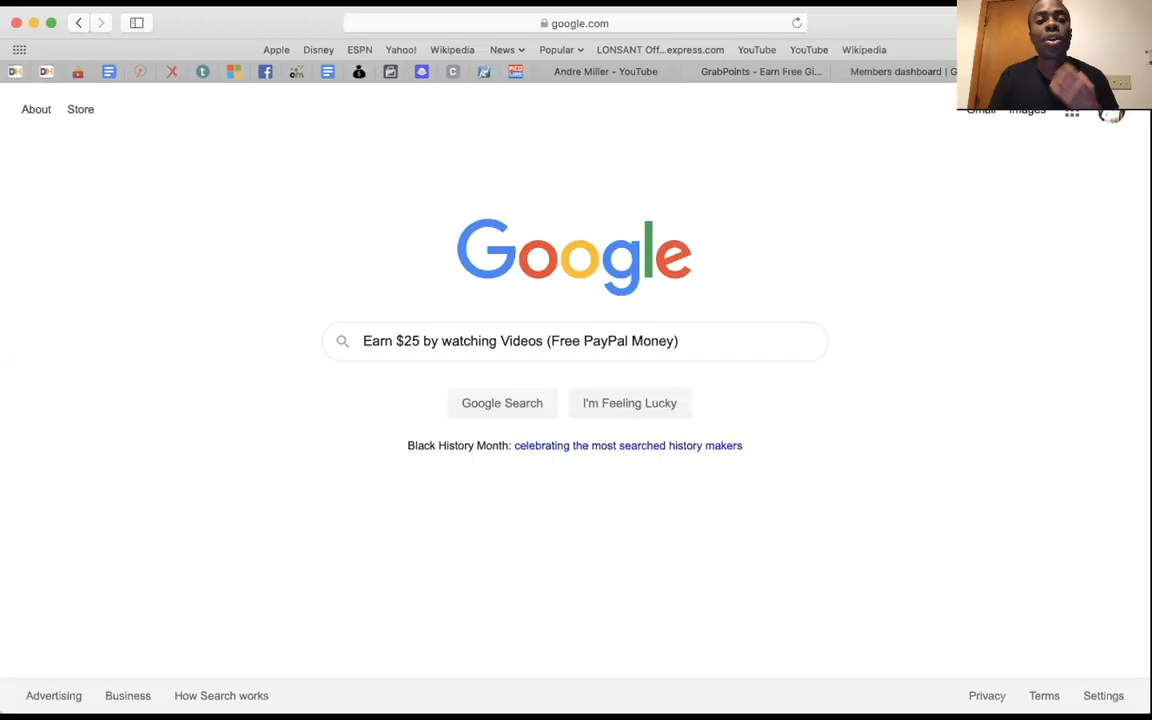 google.com
Apple Disney ESPN Yahoo! Wikipedia News Popular LONSANT Off...express.com YouTube YouTube Wikipedia
Andre Miller - YouTube GrabPoints - Earn Free Gi... Members dashboard | G
About Store
Gmail Images
Google
Earn $25 by watching Videos (Free PayPal Money)
Google Search I'm Feeling Lucky
Black History Month: celebrating the most searched history makers
Advertising Business How Search works Privacy Terms Settings